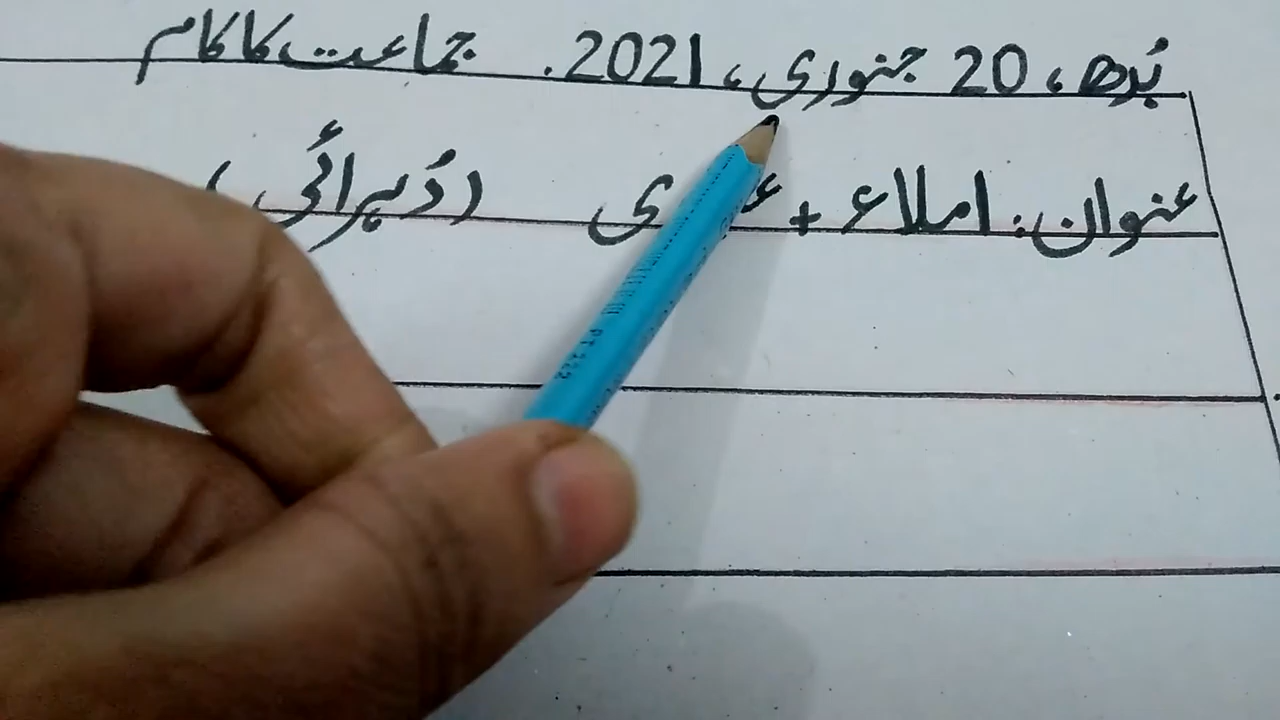 بُدھ، 20 جنوری، 2021. جماعت کا کام
عنوان: املاء + (دُہرائی)